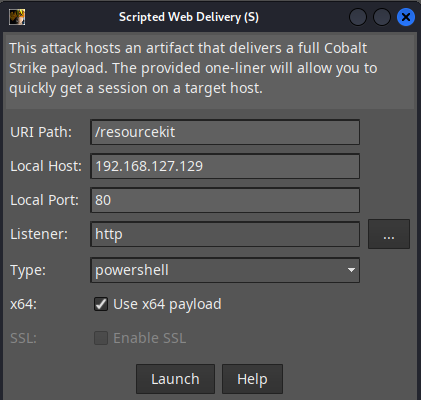 Scripted Web Delivery (S)
This attack hosts an artifact that delivers a full Cobalt
Strike payload. The provided one-liner will allow you to
quickly get a session on a target host.
URI Path: /resourcekit
Local Host: 192.168.127.129
Local Port: 80
Listener: http ...
Type: powershell
x64: Use x64 payload
SSL: Enable SSL
Launch Help